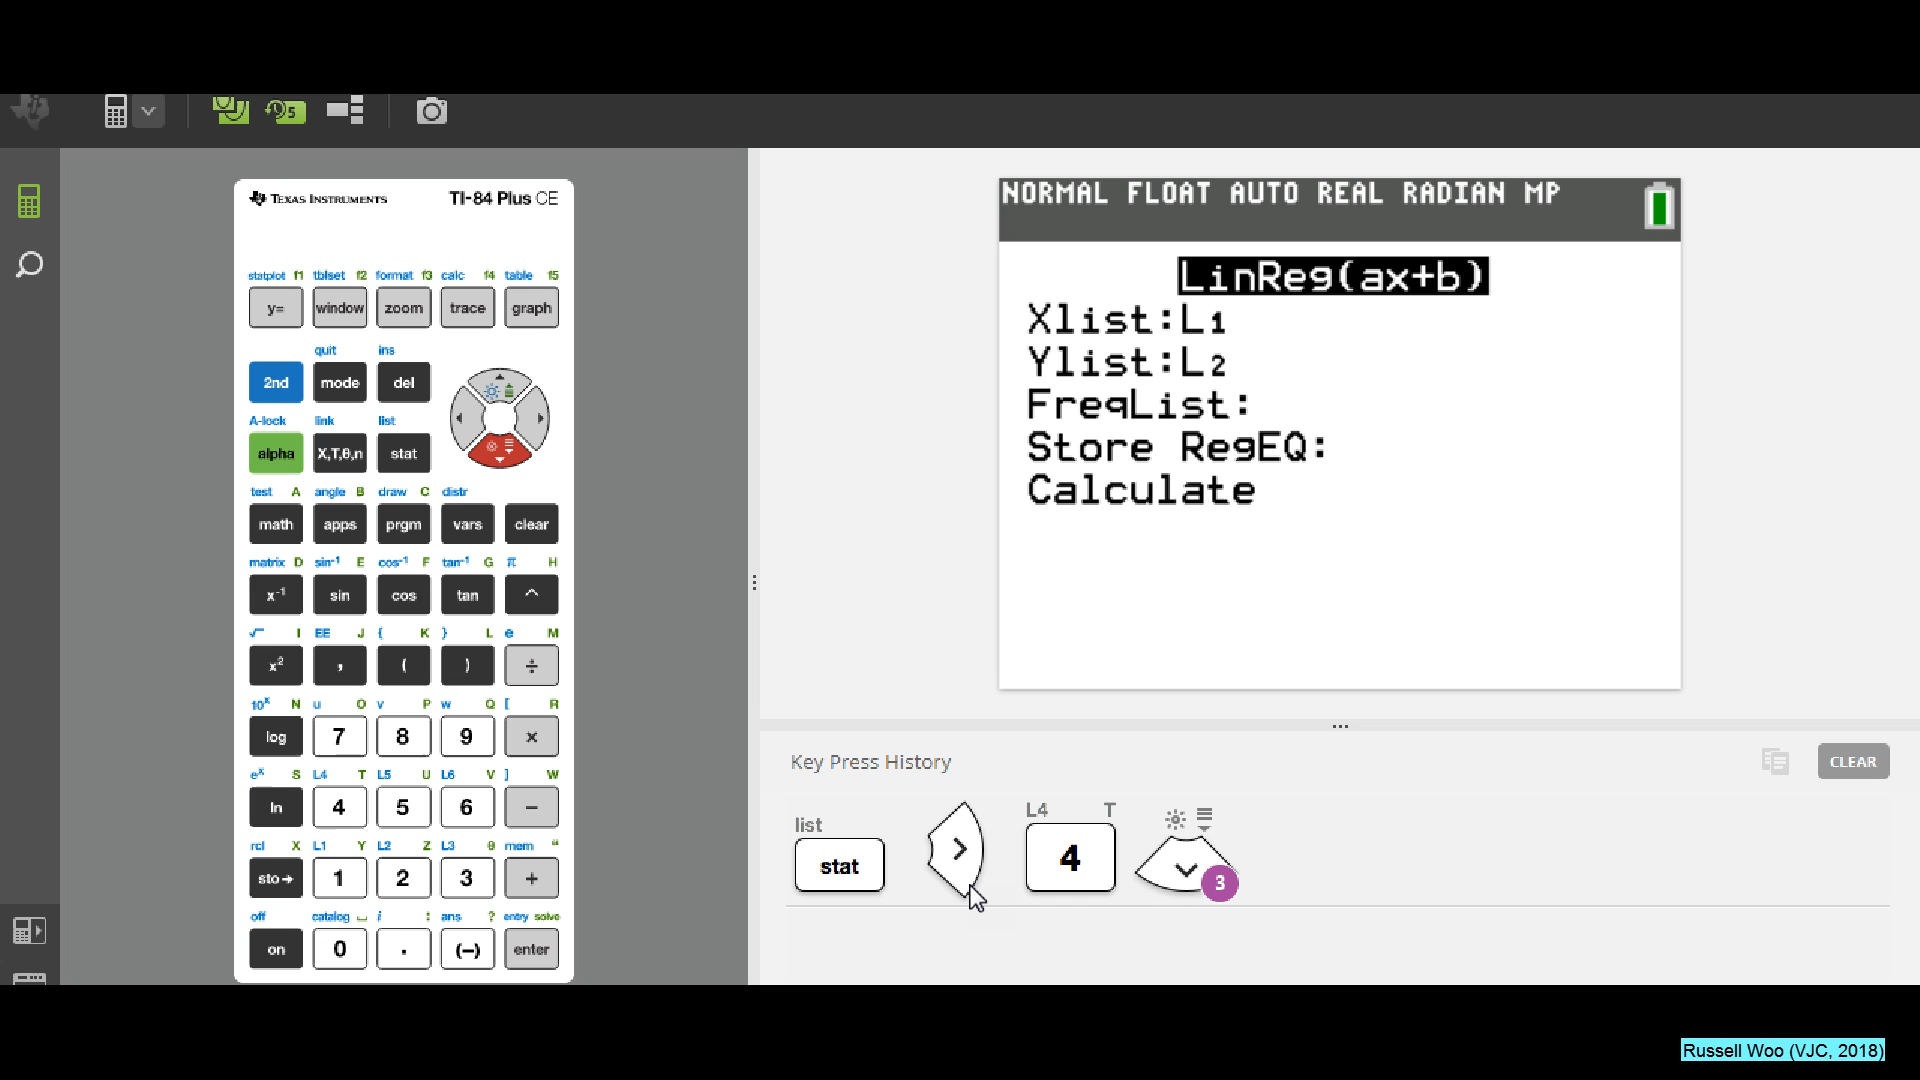 5
TEXAS INSTRUMENTS TI-84 Plus CE
statplot f1 tblset f2 format f3 calc f4 table f5
y= window zoom trace graph
quit ins
2nd mode del
A-lock link list
alpha X,T,θ,n stat
test A angle B draw C distr
math apps prgm vars clear
matrix D sin-1 E cos-1 F tan-1 G π H
x-1 sin cos tan ^
√ I EE J { K } L e M
x2 , ( ) ÷
10x N u O v P w Q [ R
log 7 8 9 ×
ex S L4 T L5 U L6 V ] W
ln 4 5 6 −
rcl X L1 Y L2 Z L3 θ mem "
sto→ 1 2 3 +
off catalog ⎵ i : ans ? entry solve
on 0 . (−) enter
NORMAL FLOAT AUTO REAL RADIAN MP
LinReg(ax+b)
Xlist:L1
Ylist:L2
FreqList:
Store RegEQ:
Calculate
Key Press History
CLEAR
list L4 T
stat 4 3
Russell Woo (VJC, 2018)